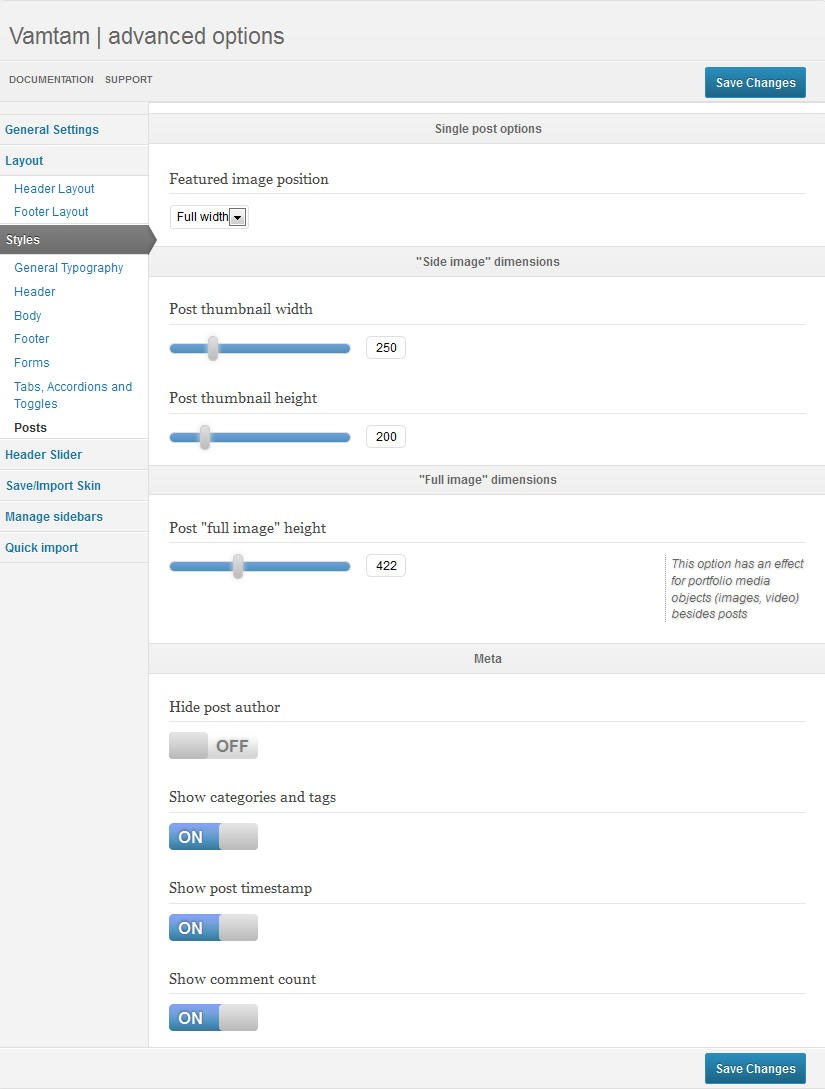 Vamtam | advanced options
DOCUMENTATION SUPPORT
Save Changes
General Settings
Layout
Header Layout
Footer Layout
Styles
General Typography
Header
Body
Footer
Forms
Tabs, Accordions and
Toggles
Posts
Header Slider
Save/Import Skin
Manage sidebars
Quick import
Single post options
Featured image position
Full width
"Side image" dimensions
Post thumbnail width
250
Post thumbnail height
200
"Full image" dimensions
Post "full image" height
422
This option has an effect
for portfolio media
objects (images, video)
besides posts
Meta
Hide post author
OFF
Show categories and tags
ON
Show post timestamp
ON
Show comment count
ON
Save Changes